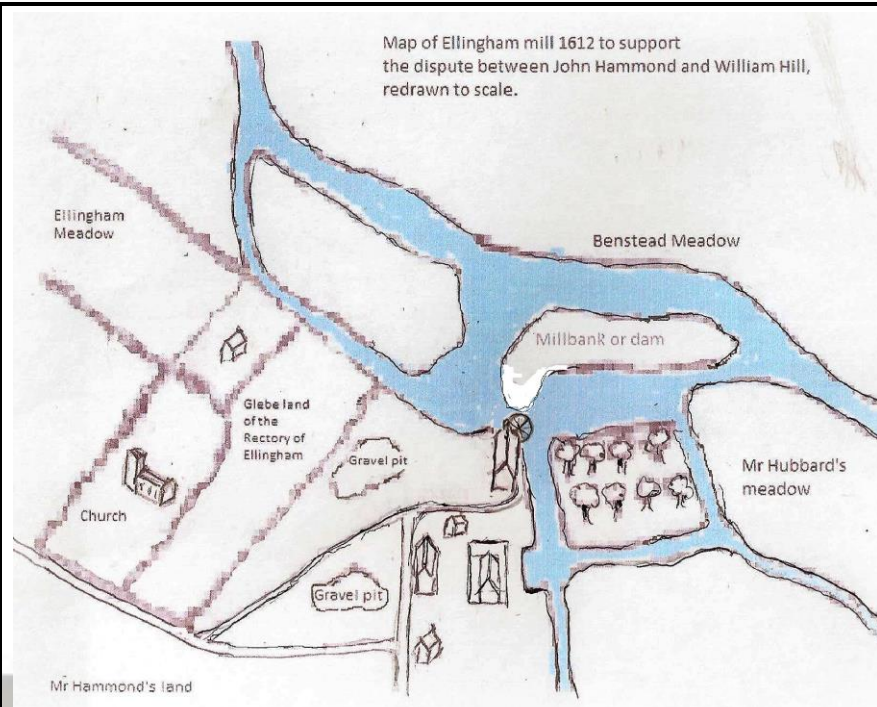 Map of Ellingham mill 1612 to support
the dispute between John Hammond and William Hill,
redrawn to scale.
Ellingham
Meadow
Benstead Meadow
Millbank or dam
Glebe land
of the
Rectory of
Ellingham
Gravel pit
Mr Hubbard's
meadow
Church
Gravel pit
Mr Hammond's land